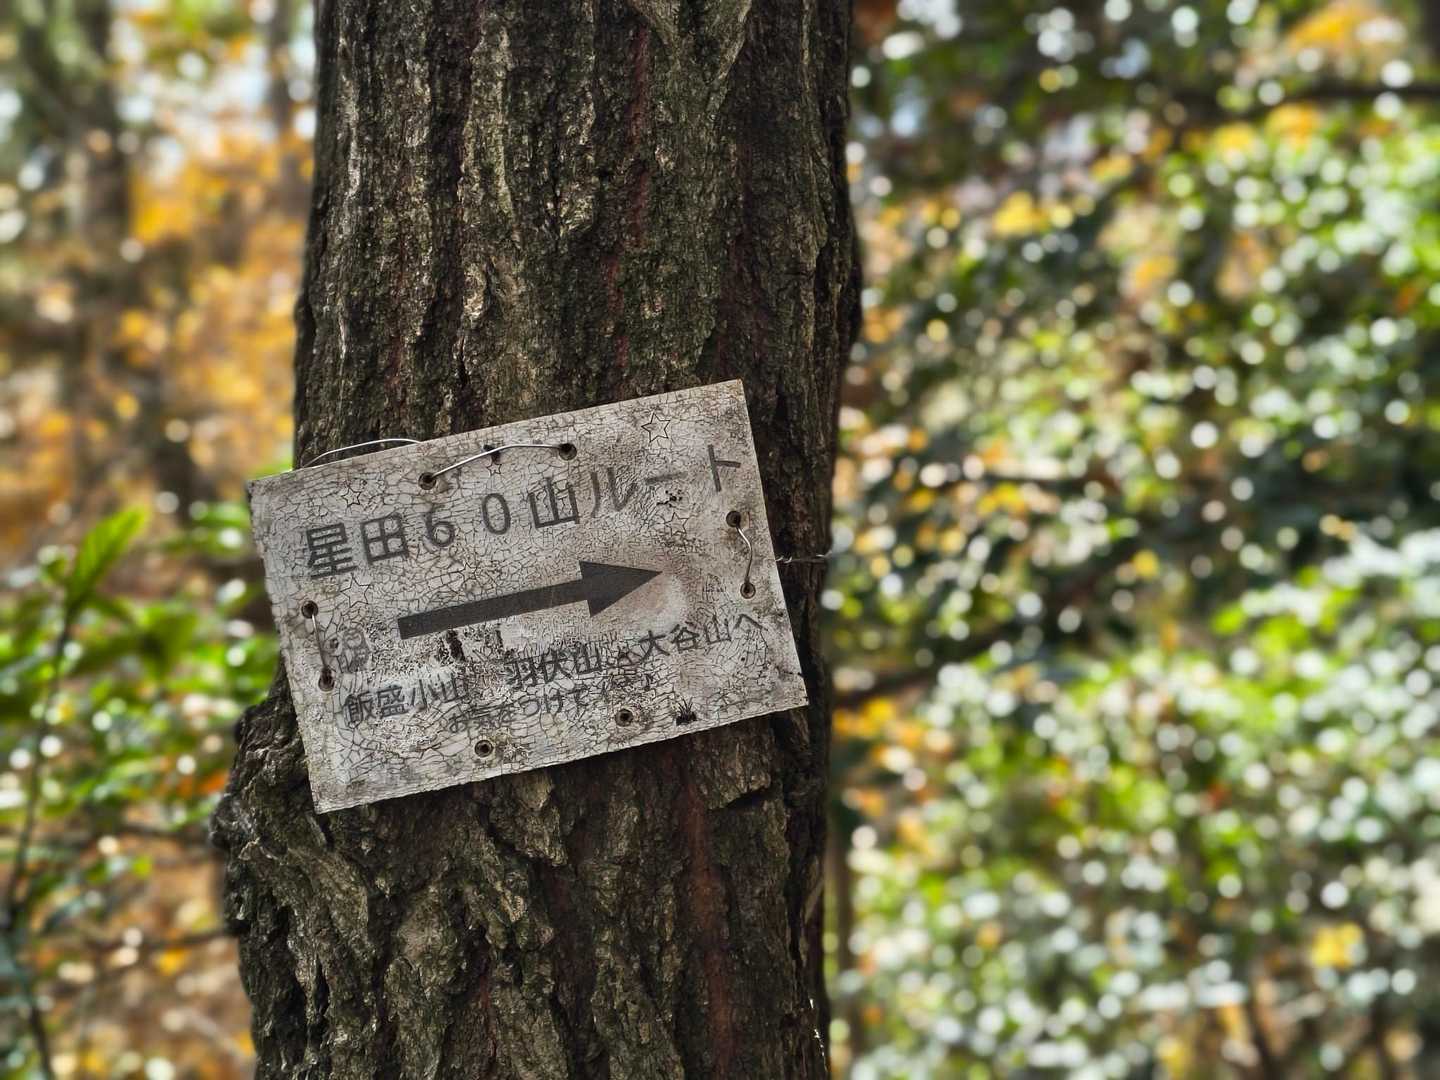 星田６０山ルート
飯盛小山 羽伏山 大谷山へ
お気をつけて